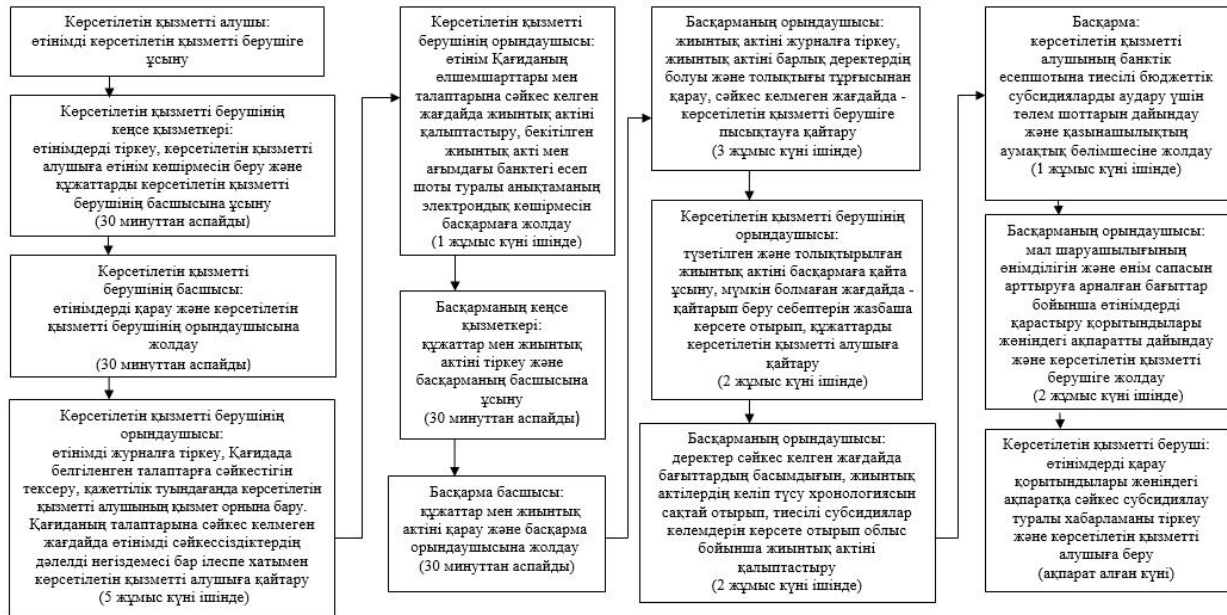 Көрсетілетін қызметті алушы:
өтінімді көрсетілетін қызметті берушіге
ұсыну
Көрсетілетін қызметті берушінің
кеңсе қызметкері:
өтінімдерді тіркеу, көрсетілетін қызметті
алушыға өтінім көшірмесін беру және
құжаттарды көрсетілетін қызметті
берушінің басшысына ұсыну
(30 минуттан аспайды)
Көрсетілетін қызметті
берушінің басшысы:
өтінімдерді қарау және көрсетілетін
қызметті берушінің орындаушысына
жолдау
(30 минуттан аспайды)
Көрсетілетін қызметті берушінің
орындаушысы:
өтінімді журналға тіркеу, Қағидада
белгіленген талаптарға сәйкестігін
тексеру, қажеттілік туындағанда көрсетілетін
қызметті алушының қызмет орнына бару.
Қағиданың талаптарына сәйкес келмеген
жағдайда өтінімді сәйкессіздіктердің
дәлелді негіздемесі бар ілеспе хатымен
көрсетілетін қызметті алушыға қайтару
(5 жұмыс күні ішінде)
Көрсетілетін қызметті
берушінің орындаушысы:
өтінім Қағиданың
өлшемшарттары мен
талаптарына сәйкес келген
жағдайда жиынтық актіні
қалыптастыру, бекітілген
жиынтық акті мен
ағымдағы банктегі есеп
шоты туралы анықтаманың
электрондық көшірмесін
басқармаға жолдау
(1 жұмыс күні ішінде)
Басқарманың кеңсе
қызметкері:
құжаттар мен жиынтық
актіні тіркеу және
басқарманың басшысына
ұсыну
(30 минуттан аспайды)
Басқарма басшысы:
құжаттар мен жиынтық
актіні қарау және басқарма
орындаушысына жолдау
(30 минуттан аспайды)
Басқарманың орындаушысы:
жиынтық актіні журналға тіркеу,
жиынтық актіні барлық деректердің
болуы және толықтығы тұрғысынан
қарау, сәйкес келмеген жағдайда -
көрсетілетін қызметті берушіге
пысықтауға қайтару
(3 жұмыс күні ішінде)
Көрсетілетін қызметті берушінің
орындаушысы:
түзетілген және толықтырылған
жиынтық актіні басқармаға қайта
ұсыну, мүмкін болмаған жағдайда -
қайтарып беру себептерін жазбаша
көрсете отырып, құжаттарды
көрсетілетін қызметті алушыға
қайтару
(2 жұмыс күні ішінде)
Басқарманың орындаушысы:
деректер сәйкес келген жағдайда
бағыттардың басымдығын, жиынтық
актілердің келіп түсу хронологиясын
сақтай отырып, тиесілі субсидиялар
көлемдерін көрсете отырып облыс
бойынша жиынтық актіні
қалыптастыру
(2 жұмыс күні ішінде)
Басқарма:
көрсетілетін қызметті
алушының банктік
есепшотына тиесілі бюджеттік
субсидияларды аудару үшін
төлем шоттарын дайындау
және қазынашылықтың
аумақтық бөлімшесіне жолдау
(1 жұмыс күні ішінде)
Басқарманың орындаушысы:
мал шаруашылығының
өнімділігін және өнім сапасын
арттыруға арналған бағыттар
бойынша өтінімдерді
қарастыру қорытындылары
жөніндегі ақпаратты дайындау
және көрсетілетін қызметті
берушіге жолдау
(2 жұмыс күні ішінде)
Көрсетілетін қызметті беруші:
өтінімдерді қарау
қорытындылары жөніндегі
ақпаратқа сәйкес субсидиялау
туралы хабарламаны тіркеу
және көрсетілетін қызметті
алушыға беру
(ақпарат алған күні)